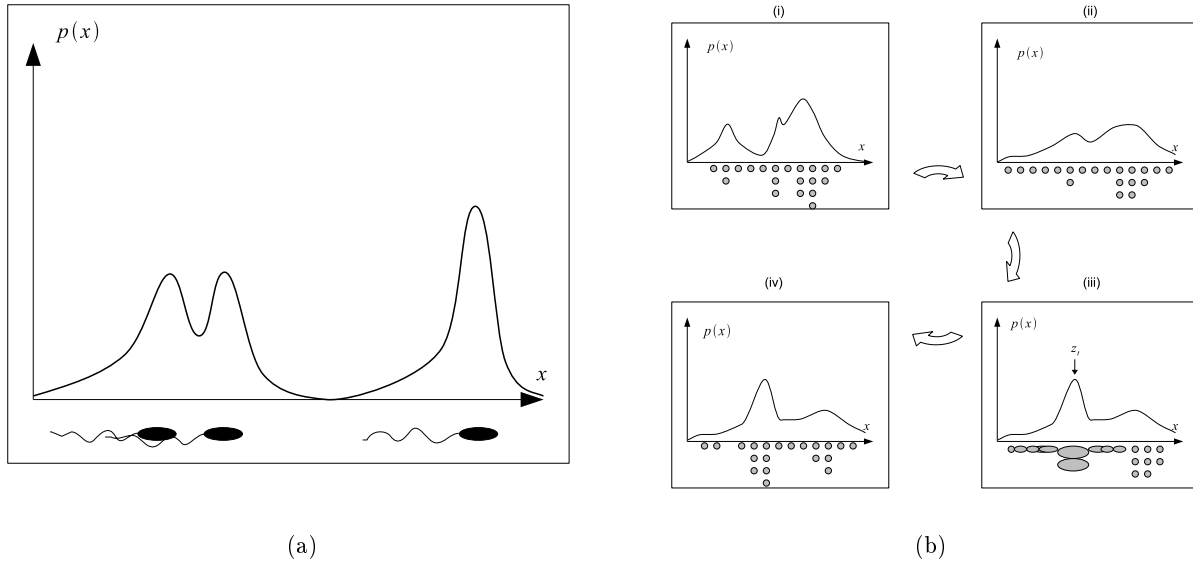 p(x)
x
(a)
(i)
p(x)
x
(ii)
p(x)
x
(iv)
p(x)
x
(iii)
p(x)
z_t
x
(b)